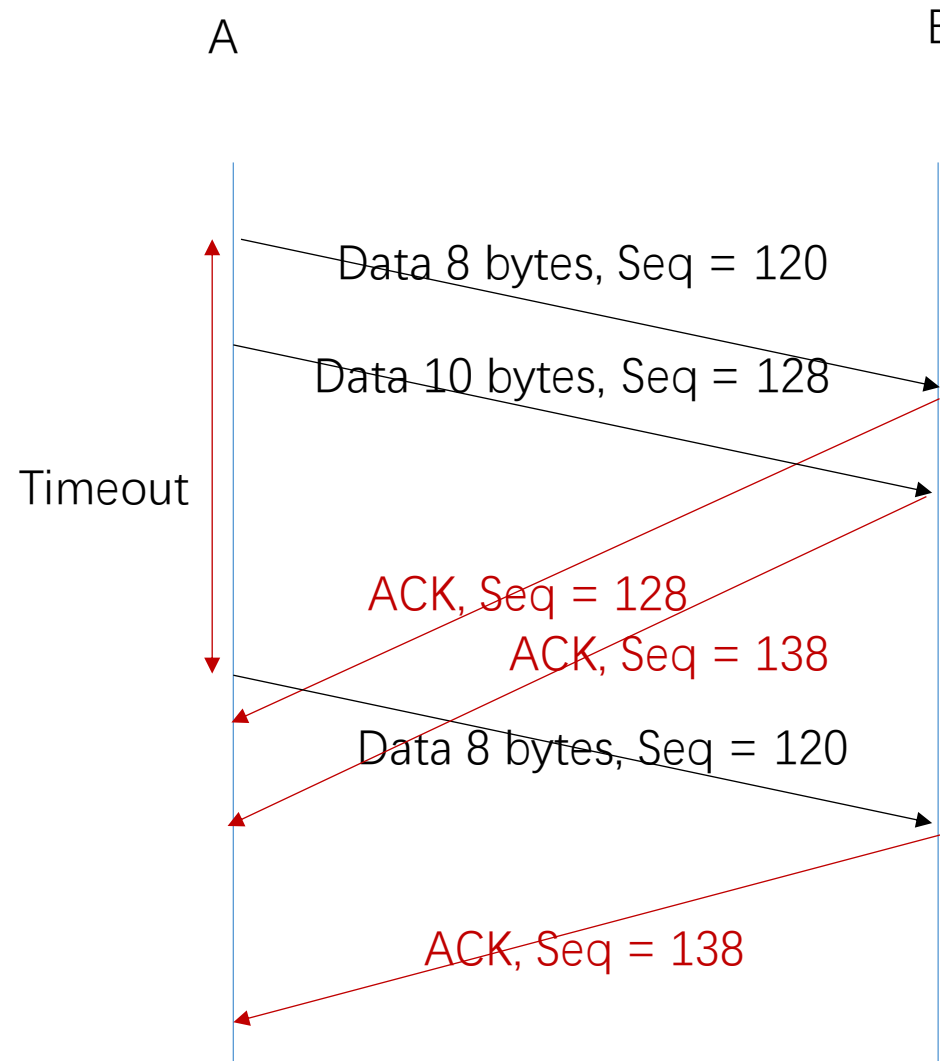 A
B
Data 8 bytes, Seq = 120
Data 10 bytes, Seq = 128
Timeout
ACK, Seq = 128
ACK, Seq = 138
Data 8 bytes, Seq = 120
ACK, Seq = 138